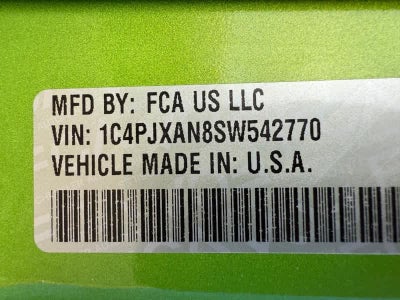 MFD BY: FCA US LLC
VIN: 1C4PJXAN8SW542770
VEHICLE MADE IN: U.S.A.